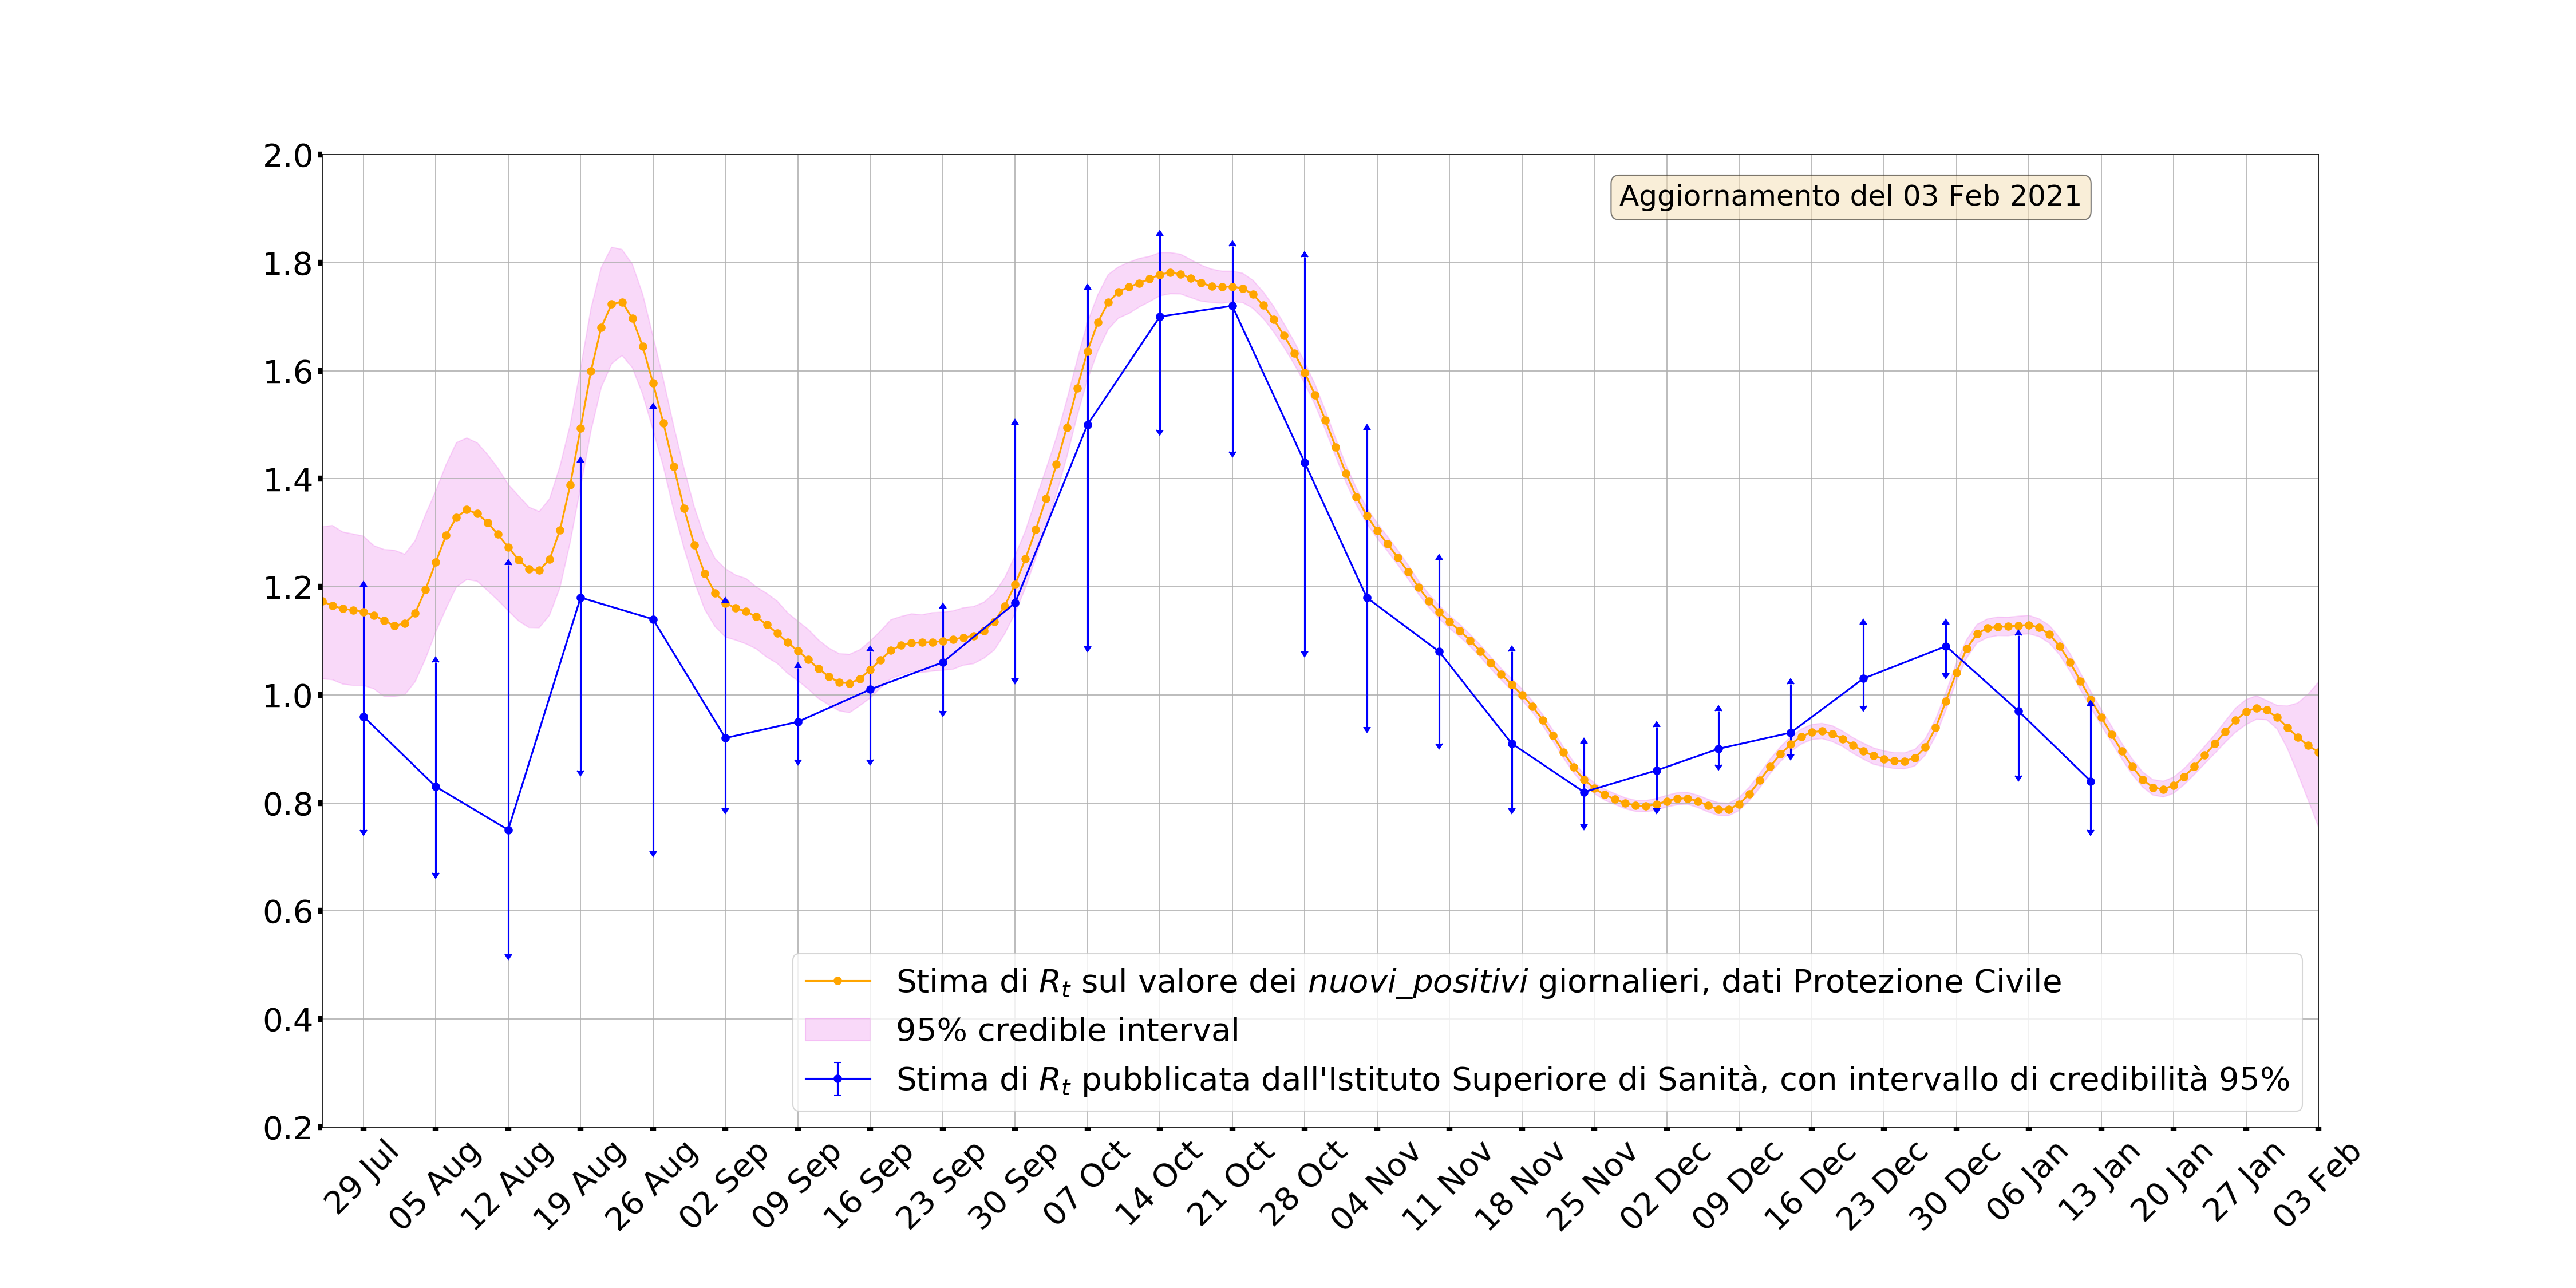 Aggiornamento del 03 Feb 2021
2.0
1.8
1.6
1.4
1.2
1.0
0.8
0.6
0.4
0.2
Stima di Rt sul valore dei nuovi_positivi giornalieri, dati Protezione Civile
95% credible interval
Stima di Rt pubblicata dall'Istituto Superiore di Sanità, con intervallo di credibilità 95%
29 Jul
05 Aug
12 Aug
19 Aug
26 Aug
02 Sep
09 Sep
16 Sep
23 Sep
30 Sep
07 Oct
14 Oct
21 Oct
28 Oct
04 Nov
11 Nov
18 Nov
25 Nov
02 Dec
09 Dec
16 Dec
23 Dec
30 Dec
06 Jan
13 Jan
20 Jan
27 Jan
03 Feb